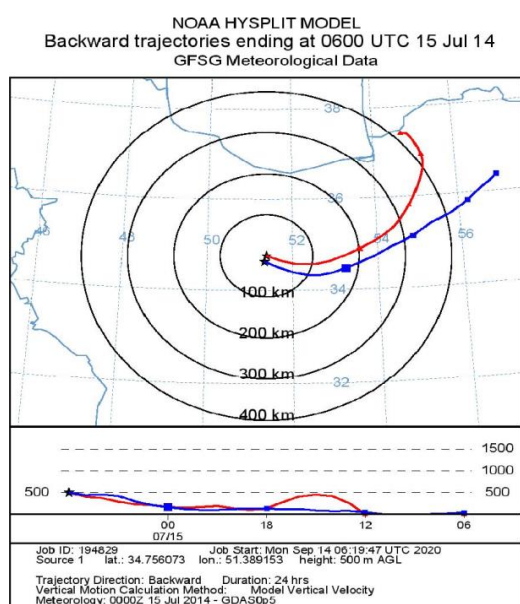 NOAA HYSPLIT MODEL
Backward trajectories ending at 0600 UTC 15 Jul 14
GFSG Meteorological Data
38
36
48
48
50
52
54
56
34
32
100 km
200 km
300 km
400 km
1500
1000
500
500
00
18
12
06
07/15
Job ID: 194829 Job Start: Mon Sep 14 06:19:47 UTC 2020
Source 1 lat.: 34.756073 lon.: 51.389153 height: 500 m AGL
Trajectory Direction: Backward Duration: 24 hrs
Vertical Motion Calculation Method: Model Vertical Velocity
Meteorology: 0000Z 15 Jul 2014 - GDAS0p5